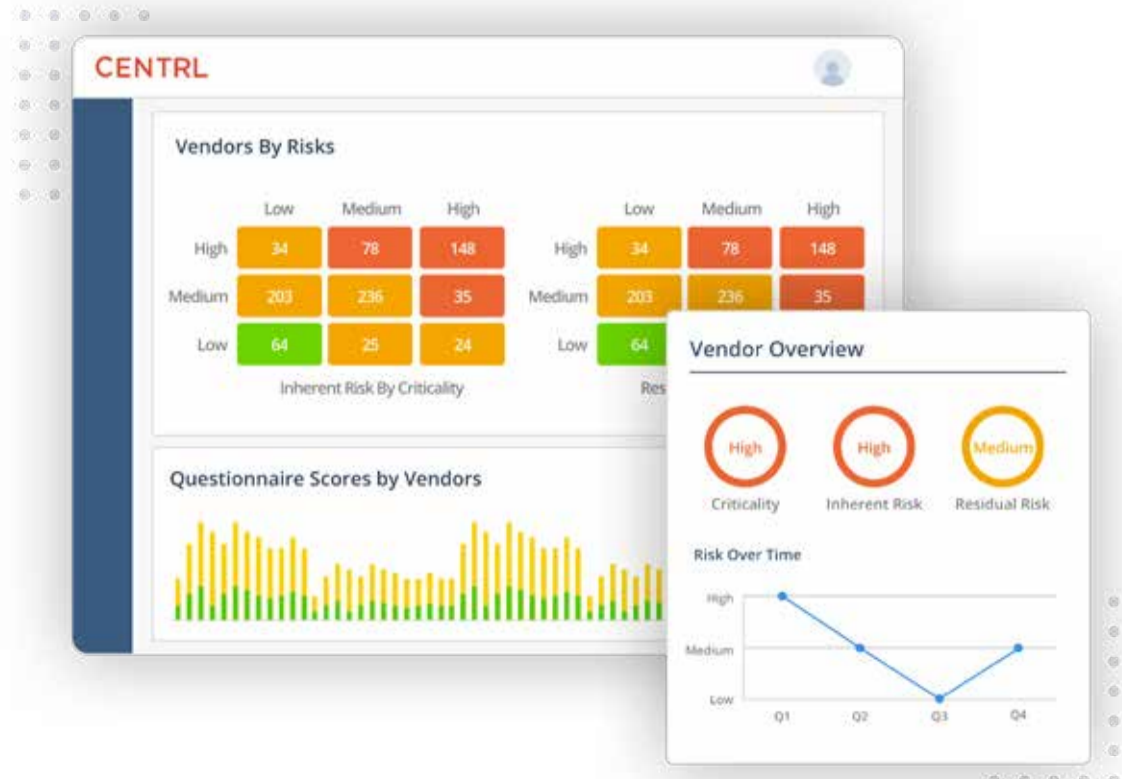 CENTRL
Vendors By Risks
Low Medium High
High 34 78 148
Medium 203 236 35
Low 64 25 24
Inherent Risk By Criticality
Low Medium High
High 34 78 148
Medium 203 236 35
Low 64
Res
Questionnaire Scores by Vendors
Vendor Overview
High High Medium
Criticality Inherent Risk Residual Risk
Risk Over Time
High
Medium
Low
Q1 Q2 Q3 Q4